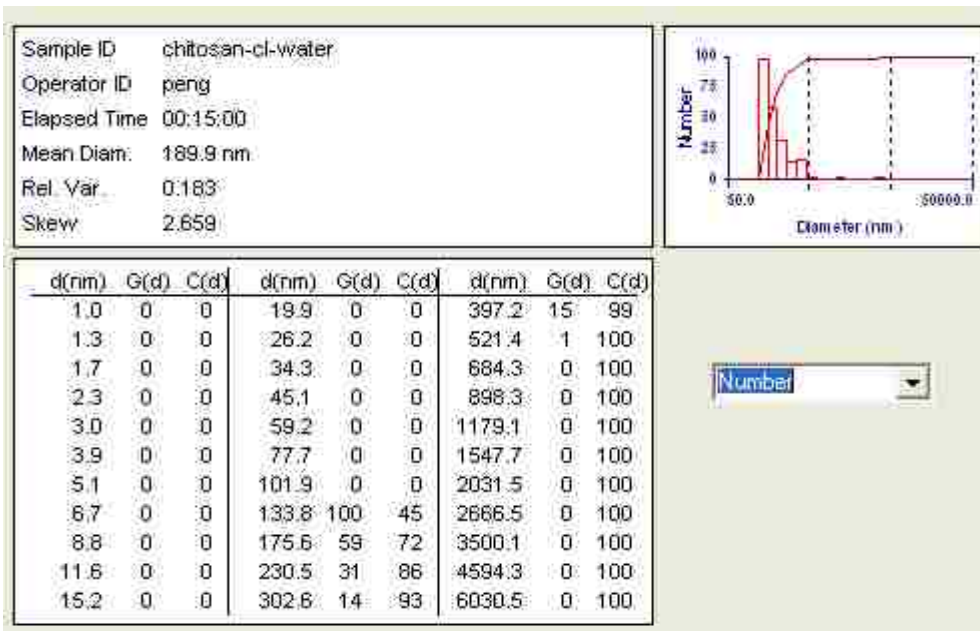 Sample ID chitosan-cl-water
Operator ID peng
Elapsed Time 00:15:00
Mean Diam. 189.9 nm
Rel. Var. 0.183
Skew 2.659
100
75
50
25
0
Number
50.0 50000.0
Diameter (nm)
d(nm) G(d) C(d) d(nm) G(d) C(d) d(nm) G(d) C(d)
1.0 0 0 19.9 0 0 397.2 15 99
1.3 0 0 26.2 0 0 521.4 1 100
1.7 0 0 34.3 0 0 684.3 0 100
2.3 0 0 45.1 0 0 898.3 0 100
3.0 0 0 59.2 0 0 1179.1 0 100
3.9 0 0 77.7 0 0 1547.7 0 100
5.1 0 0 101.9 0 0 2031.5 0 100
6.7 0 0 133.8 100 45 2666.5 0 100
8.8 0 0 175.6 59 72 3500.1 0 100
11.6 0 0 230.5 31 86 4594.3 0 100
15.2 0 0 302.6 14 93 6030.5 0 100
Number